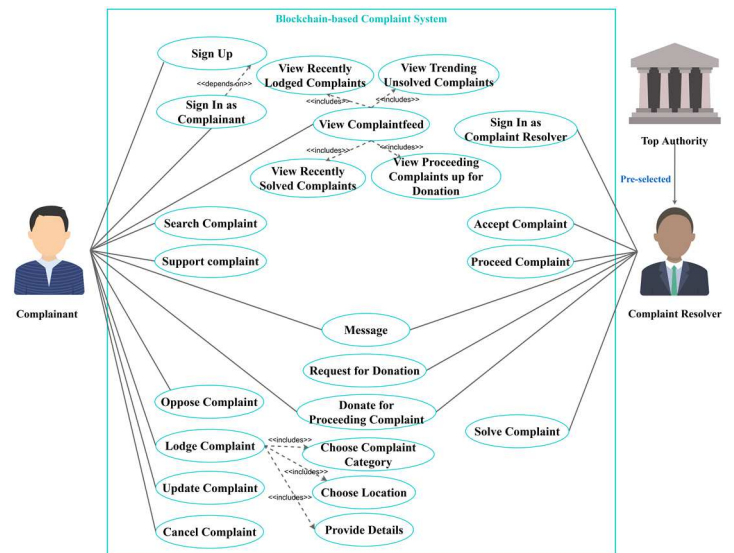 Blockchain-based Complaint System
Sign Up
<<depends-on>>
Sign In as
Complainant
View Recently
Lodged Complaints
View Trending
Unsolved Complaints
<<includes>>
<<includes>>
View Complaintfeed
<<includes>>
<<includes>>
View Recently
Solved Complaints
View Proceeding
Complaints up for
Donation
Sign In as
Complaint Resolver
Top Authority
Pre-selected
Search Complaint
Support complaint
Accept Complaint
Proceed Complaint
Complainant
Complaint Resolver
Message
Request for Donation
Donate for
Proceeding Complaint
Oppose Complaint
Lodge Complaint
<<includes>>
Choose Complaint
Category
Solve Complaint
<<includes>>
Choose Location
Update Complaint
<<includes>>
Provide Details
Cancel Complaint